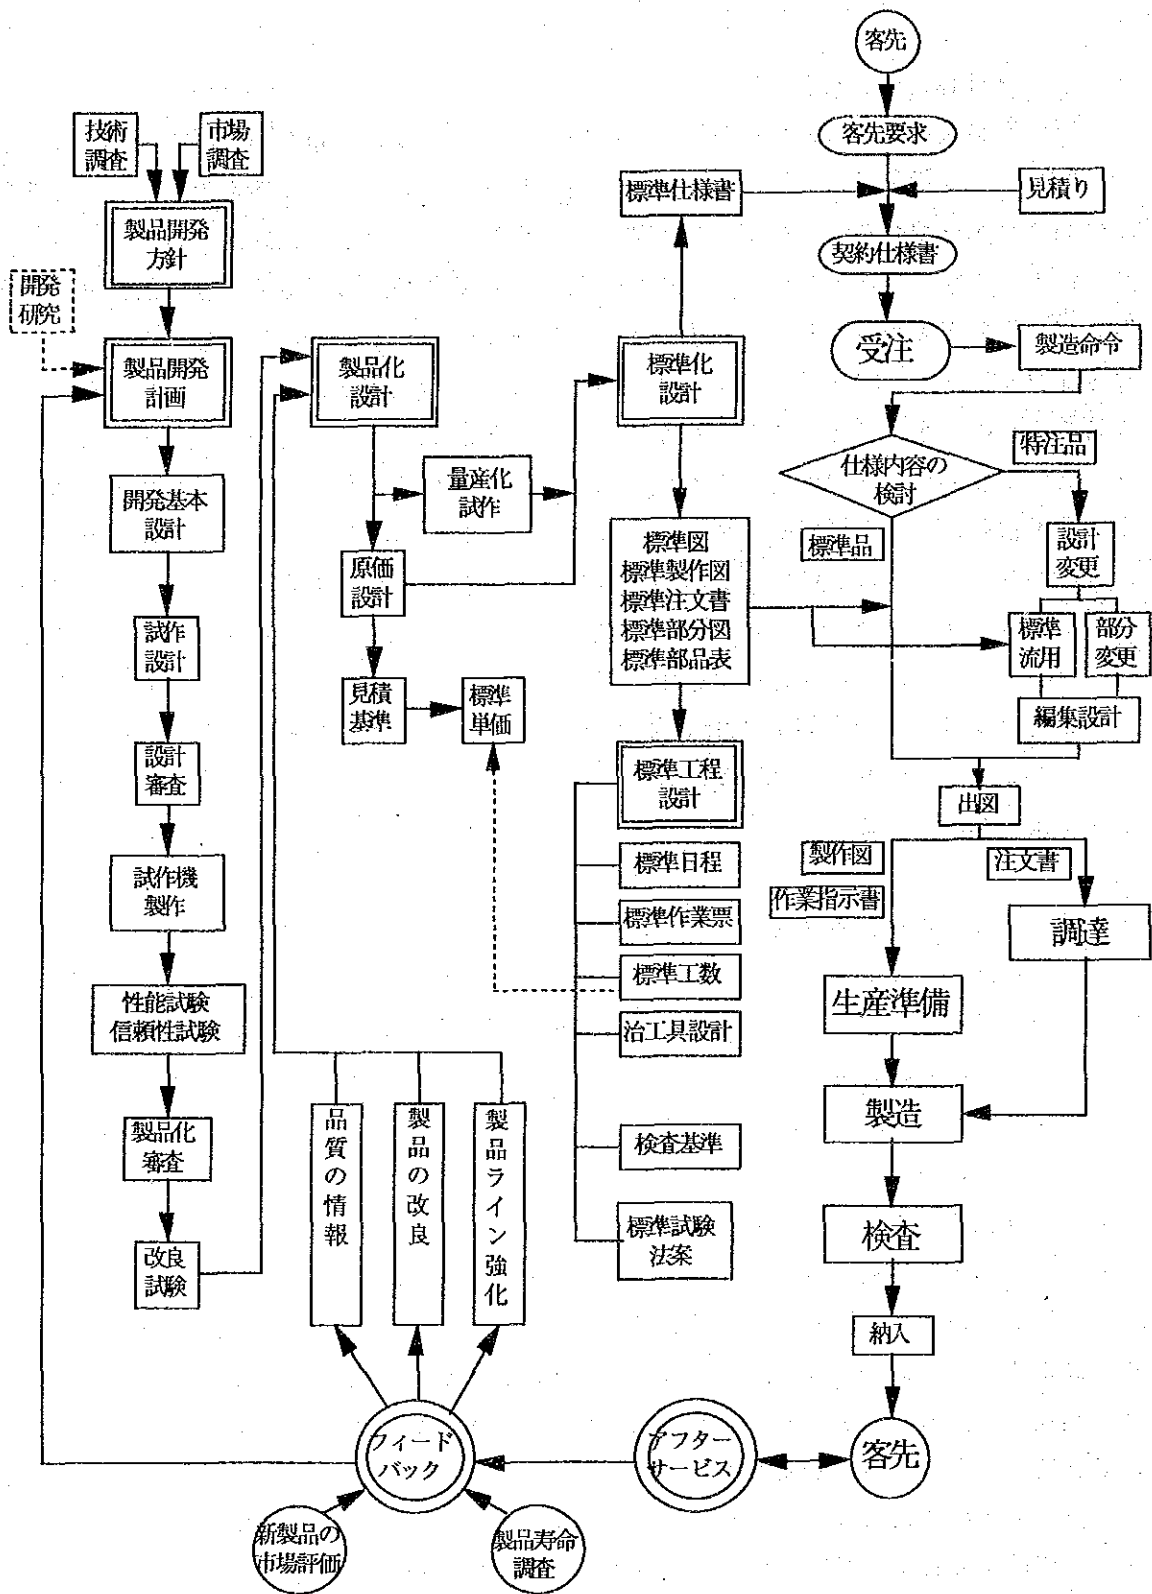 技術
調査
市場
調査
製品開発
方針
開発
研究
製品開発
計画
開発基本
設計
試作
設計
設計
審査
試作機
製作
性能試験
信頼性試験
製品化
審査
改良
試験
製品化
設計
量産化
試作
原価
設計
見積
基準
標準
単価
品質の情報
製品の改良
製品ライン強化
フィード
バック
新製品の
市場評価
製品寿命
調査
アフター
サービス
標準仕様書
標準化
設計
標準図
標準製作図
標準注文書
標準部分図
標準部品表
標準工程
設計
標準日程
標準作業票
標準工数
治工具設計
検査基準
標準試験
法案
客先
客先要求
見積り
契約仕様書
受注
製造命令
仕様内容の
検討
特注品
標準品
設計
変更
標準
流用
部分
変更
編集設計
出図
製作図
作業指示書
注文書
調達
生産準備
製造
検査
納入
客先